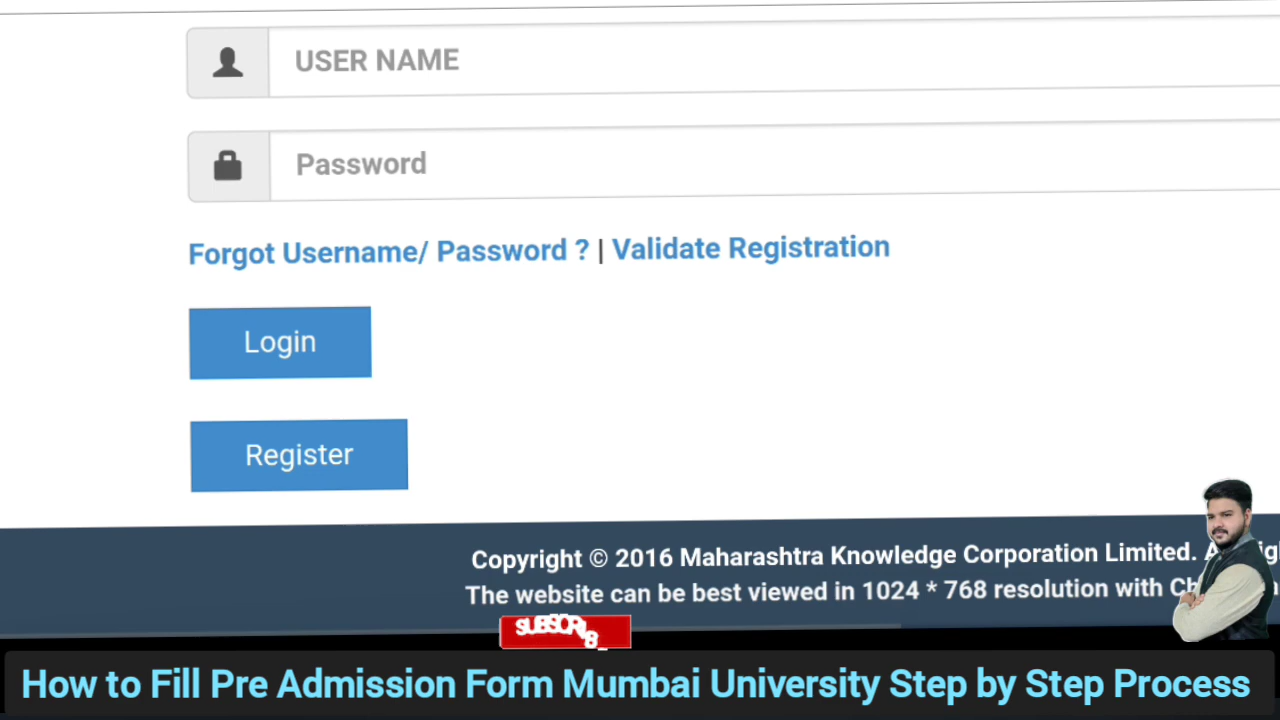 USER NAME
Password
Forgot Username/ Password ? | Validate Registration
Login
Register
Copyright © 2016 Maharashtra Knowledge Corporation Limited.
The website can be best viewed in 1024 * 768 resolution with
SUBSCRIB
How to Fill Pre Admission Form Mumbai University Step by Step Process